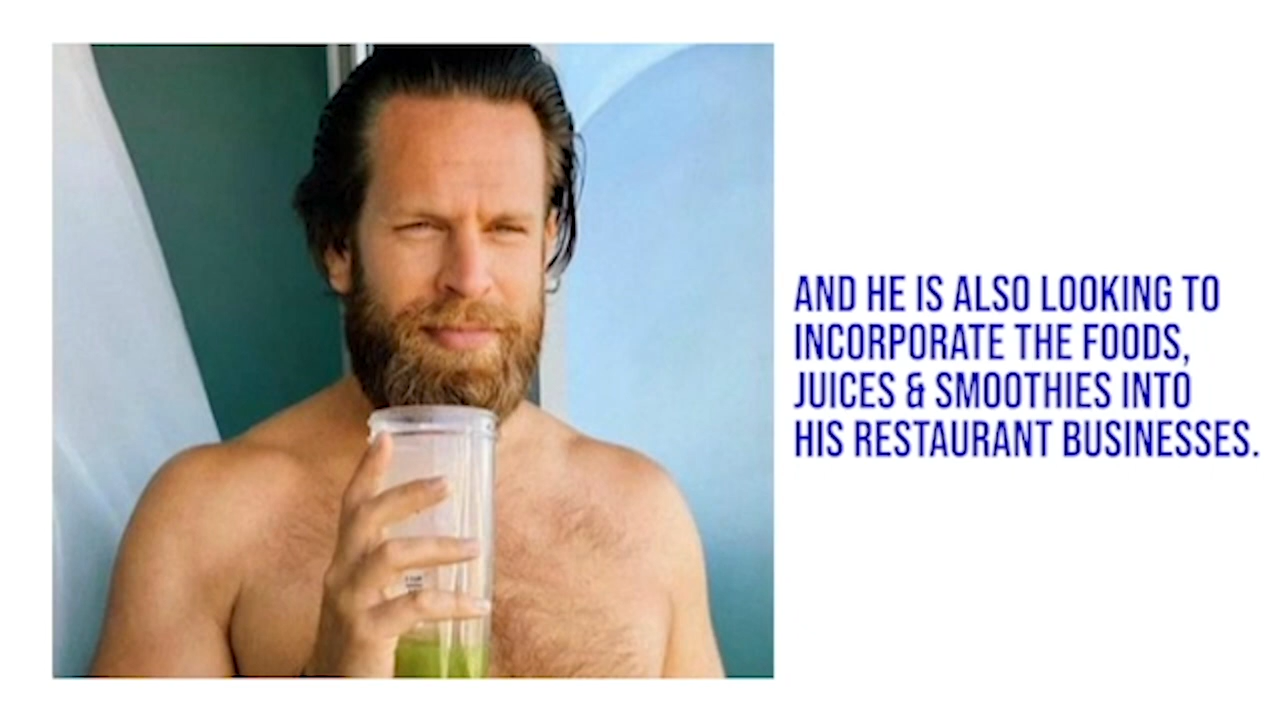 AND HE IS ALSO LOOKING TO
INCORPORATE THE FOODS,
JUICES & SMOOTHIES INTO
HIS RESTAURANT BUSINESSES.